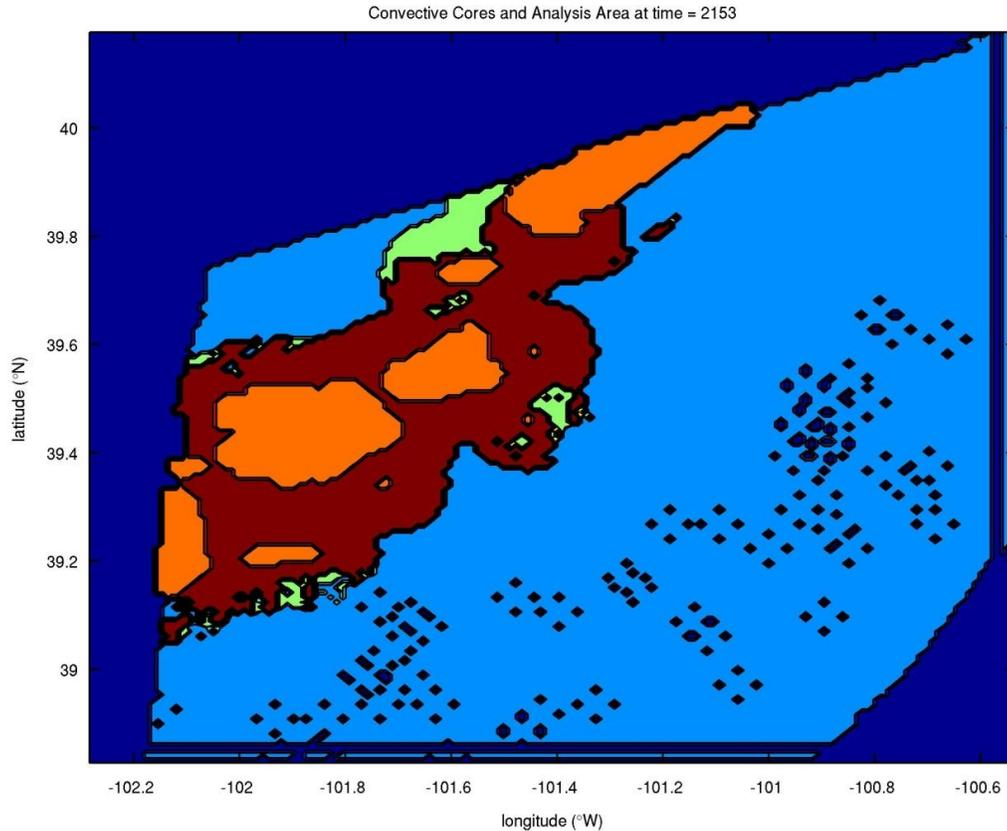 Convective Cores and Analysis Area at time = 2153
40
39.8
39.6
39.4
39.2
39
latitude (°N)
-102.2 -102 -101.8 -101.6 -101.4 -101.2 -101 -100.8 -100.6
longitude (°W)